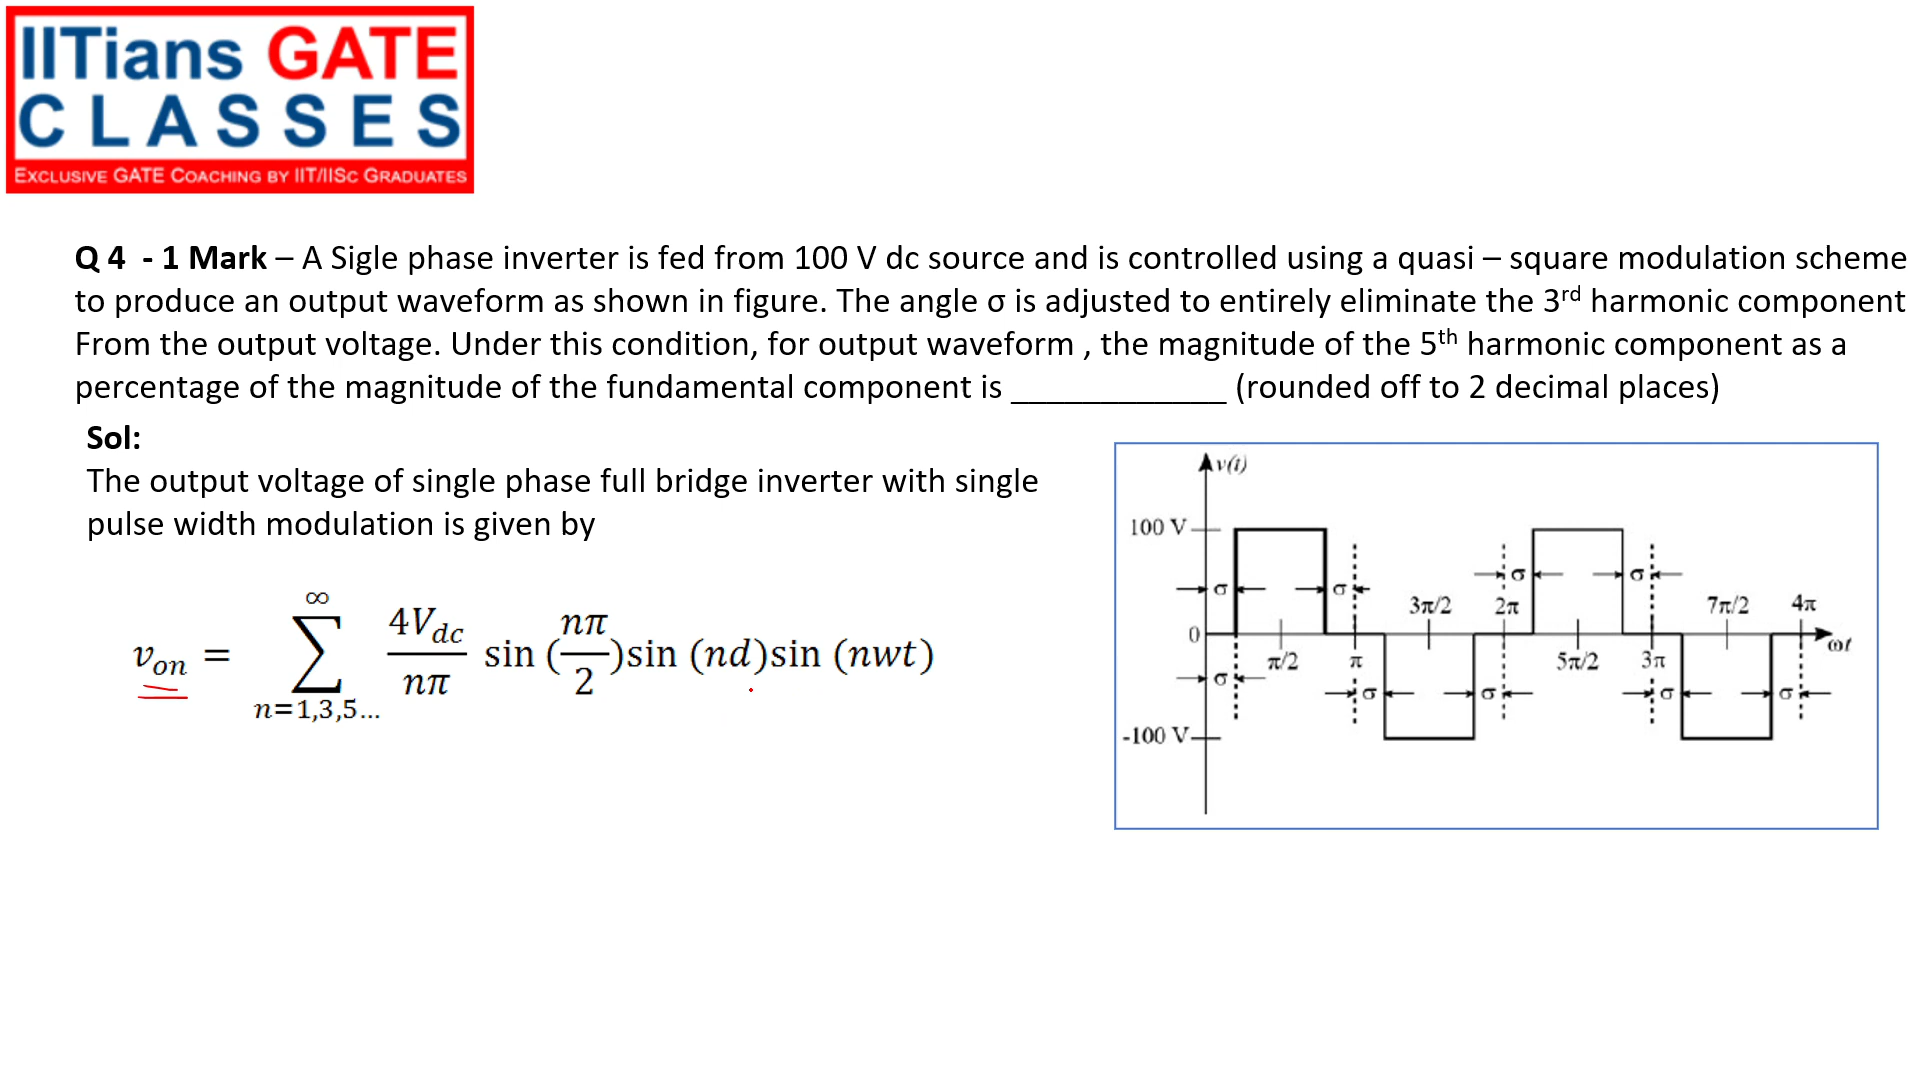 IITians GATE
CLASSES
EXCLUSIVE GATE COACHING BY IIT/IISC GRADUATES
Q 4 - 1 Mark – A Sigle phase inverter is fed from 100 V dc source and is controlled using a quasi – square modulation scheme
to produce an output waveform as shown in figure. The angle σ is adjusted to entirely eliminate the 3rd harmonic component
From the output voltage. Under this condition, for output waveform , the magnitude of the 5th harmonic component as a
percentage of the magnitude of the fundamental component is ____________ (rounded off to 2 decimal places)
Sol:
The output voltage of single phase full bridge inverter with single
pulse width modulation is given by
v_on = ∑_{n=1,3,5...}^{∞} 4V_dc/nπ sin (nπ/2)sin (nd)sin (nwt)
v(t)
100 V
σ σ
σ σ
3π/2 2π 7π/2 4π
0
ωt
π/2 π 5π/2 3π
σ σ σ σ σ
-100 V